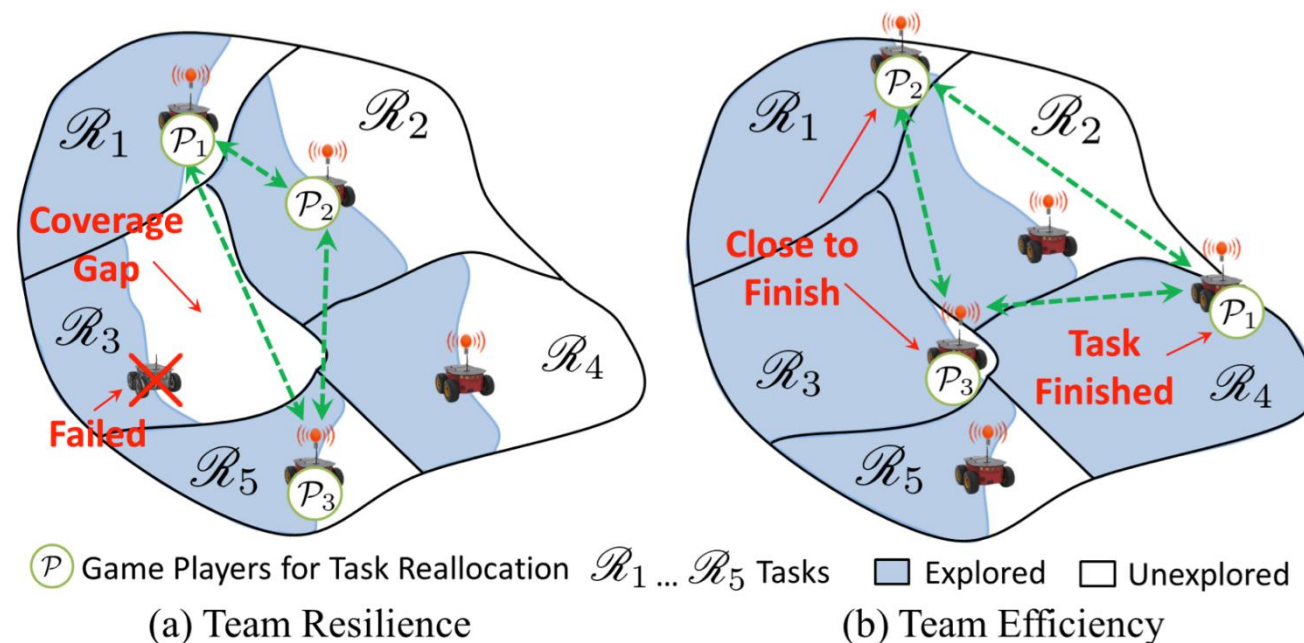 ℛ1
𝒫1
ℛ2
𝒫2
Coverage
Gap
ℛ3
Failed
ℛ4
ℛ5
𝒫3
𝒫2
ℛ1
ℛ2
Close to
Finish
𝒫1
ℛ3
𝒫3
Task
Finished
ℛ4
ℛ5
𝒫 Game Players for Task Reallocation ℛ1 ... ℛ5 Tasks Explored Unexplored
(a) Team Resilience (b) Team Efficiency